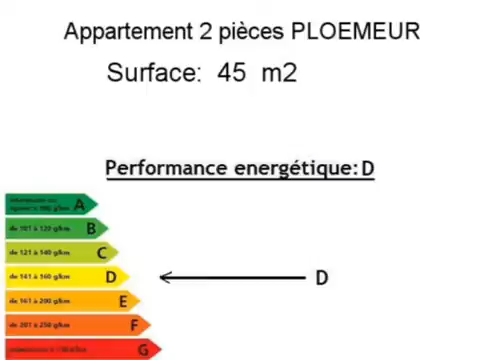 Appartement 2 pièces PLOEMEUR
Surface: 45 m2
Performance energétique: D
A
de 101 à 120 g/km B
de 121 à 140 g/km C
de 141 à 160 g/km D
D
de 161 à 200 g/km E
de 201 à 250 g/km F
G